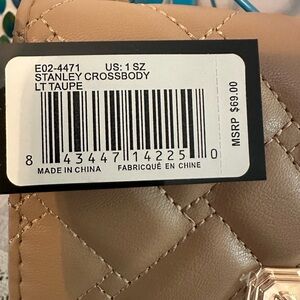 E02-4471 US: 1 SZ
STANLEY CROSSBODY
LT TAUPE
MSRP $69.00
8 43447 14225 0
MADE IN CHINA FABRIQUÉ EN CHINE